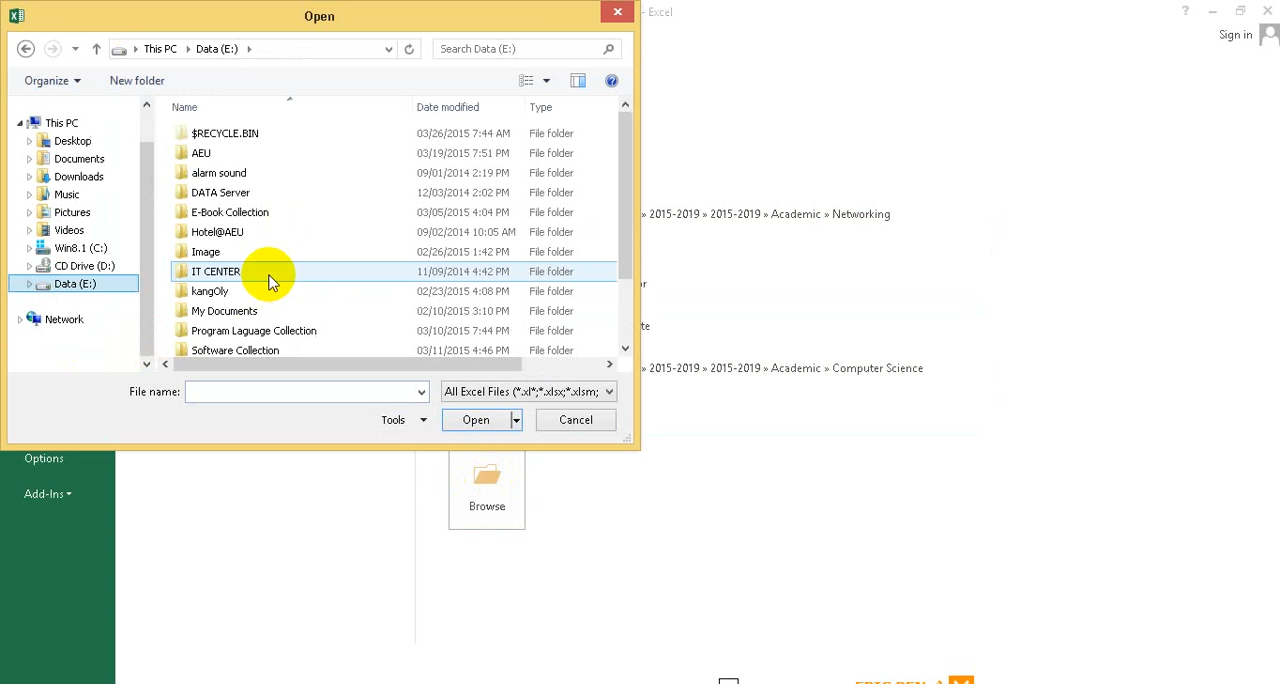 Open
- Excel
Sign in
This PC
Data (E:)
Search Data (E:)
Organize
New folder
Name
Date modified
Type
This PC
Desktop
Documents
Downloads
Music
Pictures
Videos
Win8.1 (C:)
CD Drive (D:)
Data (E:)
Network
$RECYCLE.BIN 03/26/2015 7:44 AM File folder
AEU 03/19/2015 7:51 PM File folder
alarm sound 09/01/2014 2:19 PM File folder
DATA Server 12/03/2014 2:02 PM File folder
E-Book Collection 03/05/2015 4:04 PM File folder
Hotel@AEU 09/02/2014 10:05 AM File folder
Image 02/26/2015 1:42 PM File folder
IT CENTER 11/09/2014 4:42 PM File folder
kangOly 02/23/2015 4:08 PM File folder
My Documents 02/10/2015 3:10 PM File folder
Program Laguage Collection 03/10/2015 7:44 PM File folder
Software Collection 03/11/2015 4:46 PM File folder
File name:
All Excel Files (*.xl*;*.xlsx;*.xlsm;
Tools
Open
Cancel
» 2015-2019 » 2015-2019 » Academic » Networking
» 2015-2019 » 2015-2019 » Academic » Computer Science
Options
Add-Ins
Browse